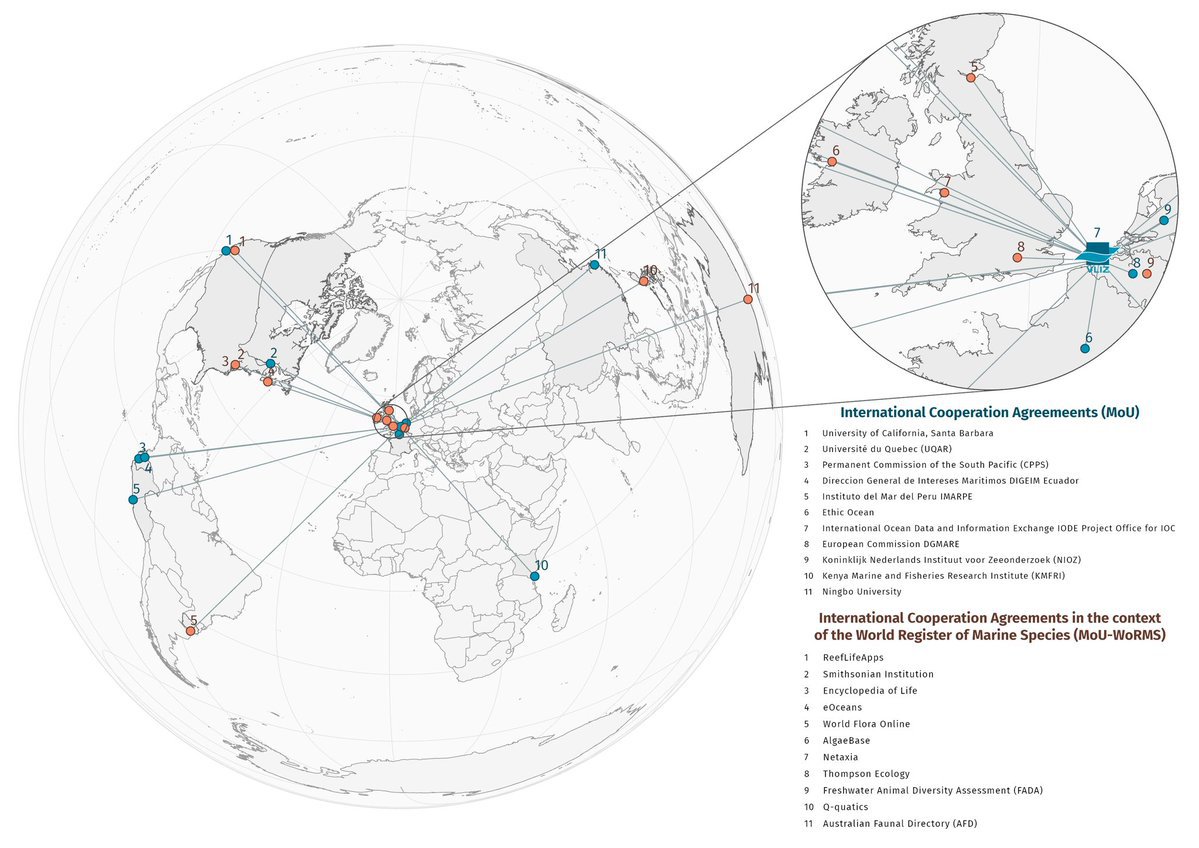 5
6
7
9
7
VLIZ
8
8
9
6
1
1
11
10
11
3
2
2
4
3
4
5
10
5
International Cooperation Agreemeents (MoU)
1 University of California, Santa Barbara
2 Université du Quebec (UQAR)
3 Permanent Commission of the South Pacific (CPPS)
4 Direccion General de Intereses Maritimos DIGEIM Ecuador
5 Instituto del Mar del Peru IMARPE
6 Ethic Ocean
7 International Ocean Data and Information Exchange IODE Project Office for IOC
8 European Commission DGMARE
9 Koninklijk Nederlands Instituut voor Zeeonderzoek (NIOZ)
10 Kenya Marine and Fisheries Research Institute (KMFRI)
11 Ningbo University
International Cooperation Agreements in the context
of the World Register of Marine Species (MoU-WoRMS)
1 ReefLifeApps
2 Smithsonian Institution
3 Encyclopedia of Life
4 eOceans
5 World Flora Online
6 AlgaeBase
7 Netaxia
8 Thompson Ecology
9 Freshwater Animal Diversity Assessment (FADA)
10 Q-quatics
11 Australian Faunal Directory (AFD)